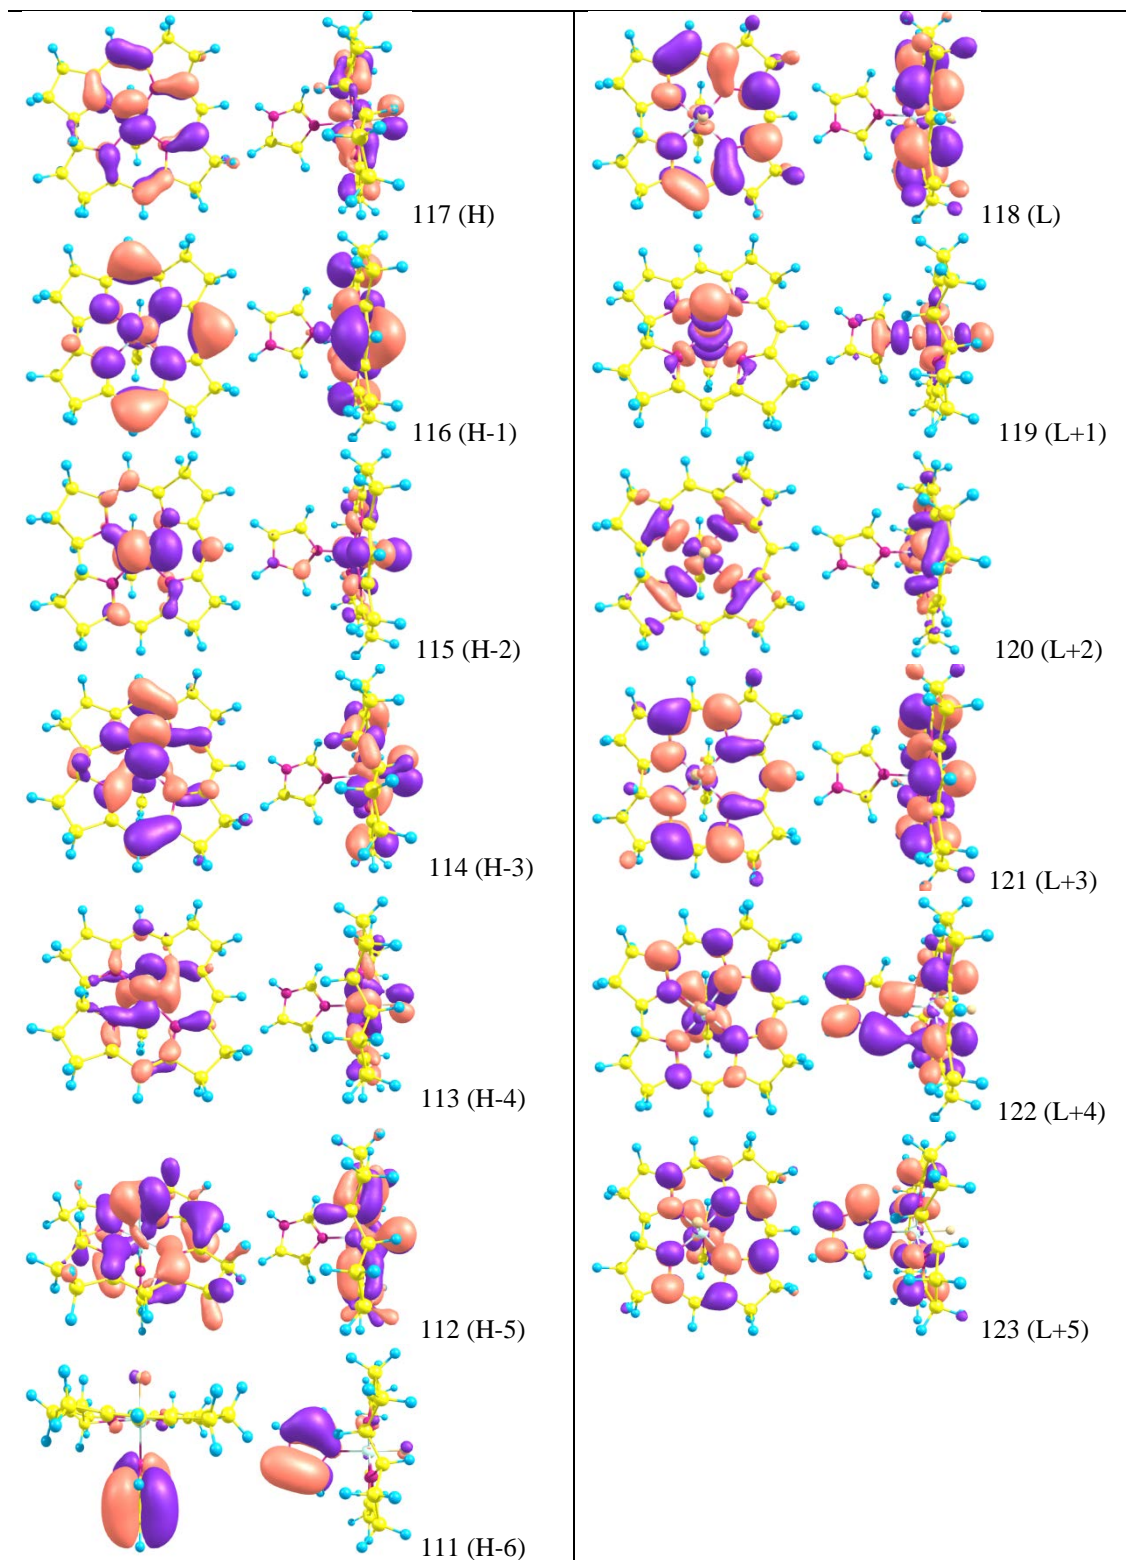 117 (H)
116 (H-1)
115 (H-2)
114 (H-3)
113 (H-4)
112 (H-5)
111 (H-6)
118 (L)
119 (L+1)
120 (L+2)
121 (L+3)
122 (L+4)
123 (L+5)